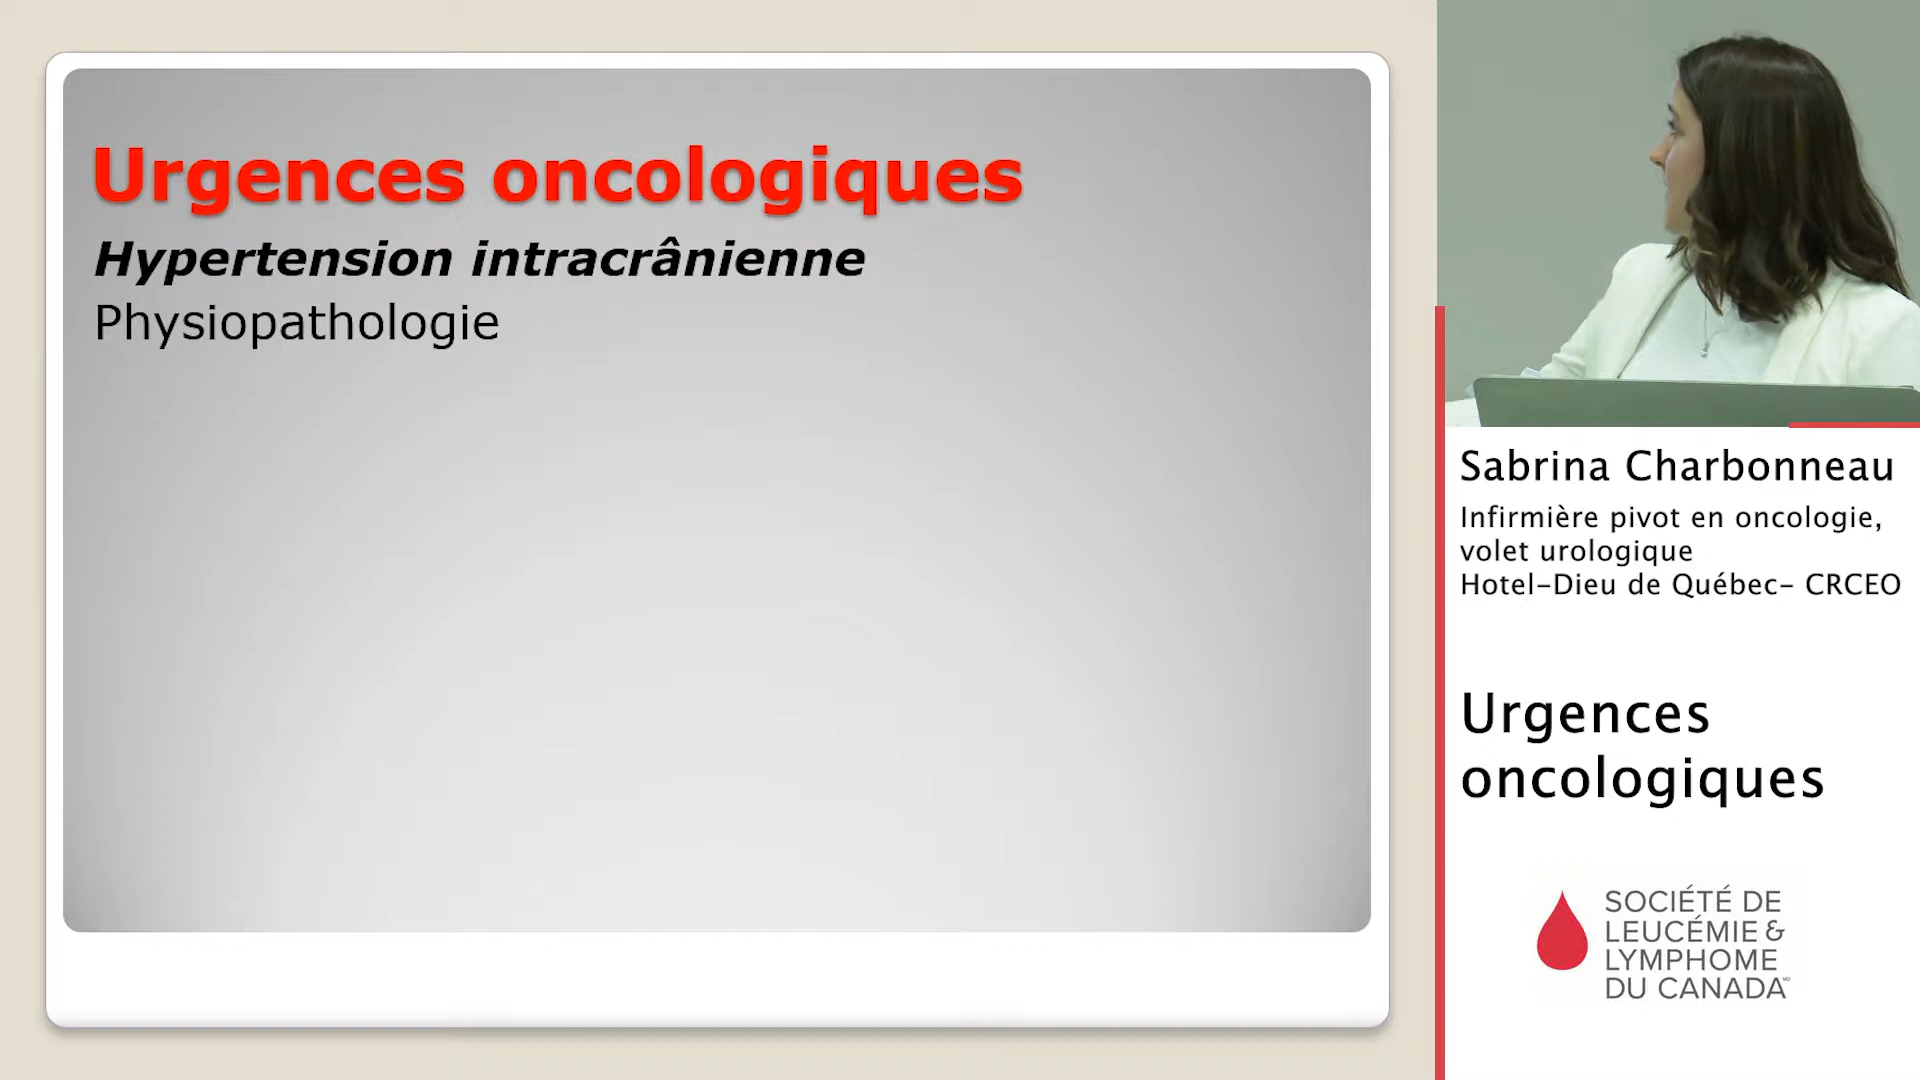 Urgences oncologiques
Hypertension intracrânienne
Physiopathologie
Sabrina Charbonneau
Infirmière pivot en oncologie,
volet urologique
Hotel-Dieu de Québec- CRCEO
Urgences
oncologiques
SOCIÉTÉ DE
LEUCÉMIE &
LYMPHOME
DU CANADA